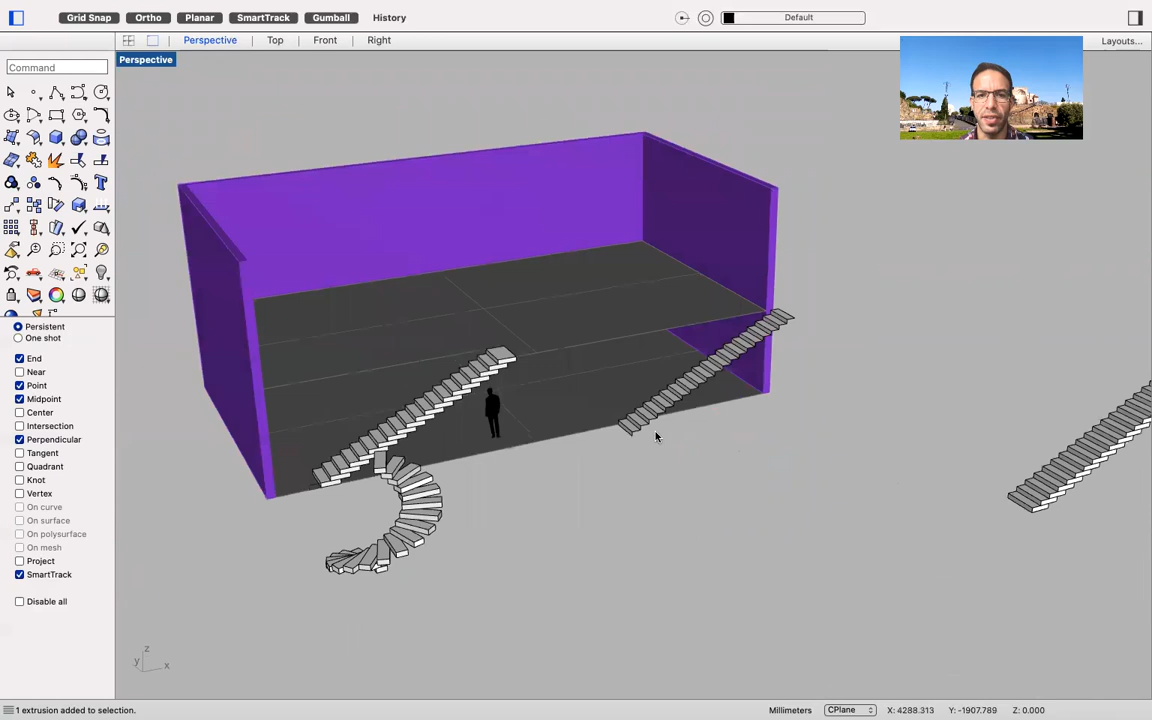 Grid Snap Ortho Planar SmartTrack Gumball History Default
Perspective Top Front Right Layouts...
Perspective
Command
Persistent
One shot
End
Near
Point
Midpoint
Center
Intersection
Perpendicular
Tangent
Quadrant
Knot
Vertex
On curve
On surface
On polysurface
On mesh
Project
SmartTrack
Disable all
z
y x
1 extrusion added to selection. Millimeters CPlane X: 4288.313 Y: -1907.789 Z: 0.000